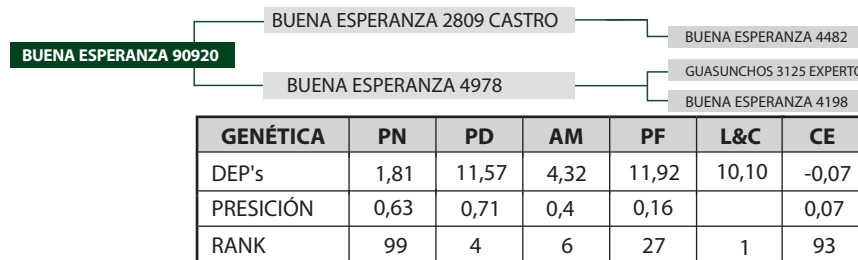 BUENA ESPERANZA 2809 CASTRO
BUENA ESPERANZA 4482
BUENA ESPERANZA 90920
GUASUNCHOS 3125 EXPERTO
BUENA ESPERANZA 4978
BUENA ESPERANZA 4198
GENÉTICA PN PD AM PF L&C CE
DEP's 1,81 11,57 4,32 11,92 10,10 -0,07
PRESICIÓN 0,63 0,71 0,4 0,16 0,07
RANK 99 4 6 27 1 93